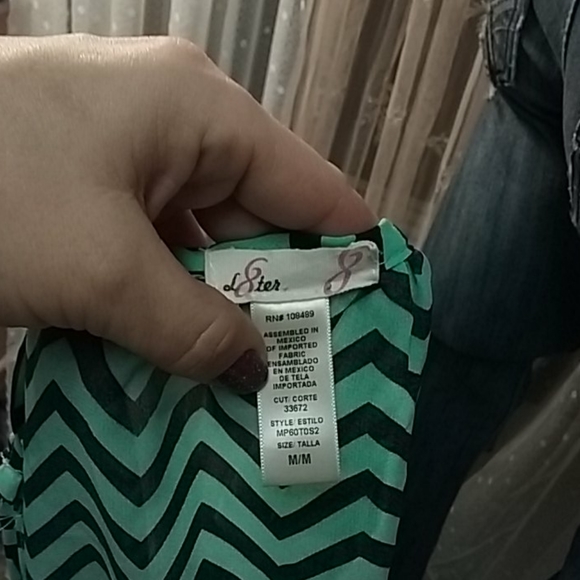 L8ter 8
RN# 108499
ASSEMBLED IN
MEXICO
OF IMPORTED
FABRIC
ENSAMBLADO
EN MEXICO
DE TELA
IMPORTADA
CUT/ CORTE
33672
STYLE/ ESTILO
MP60T0S2
SIZE/ TALLA
M/M